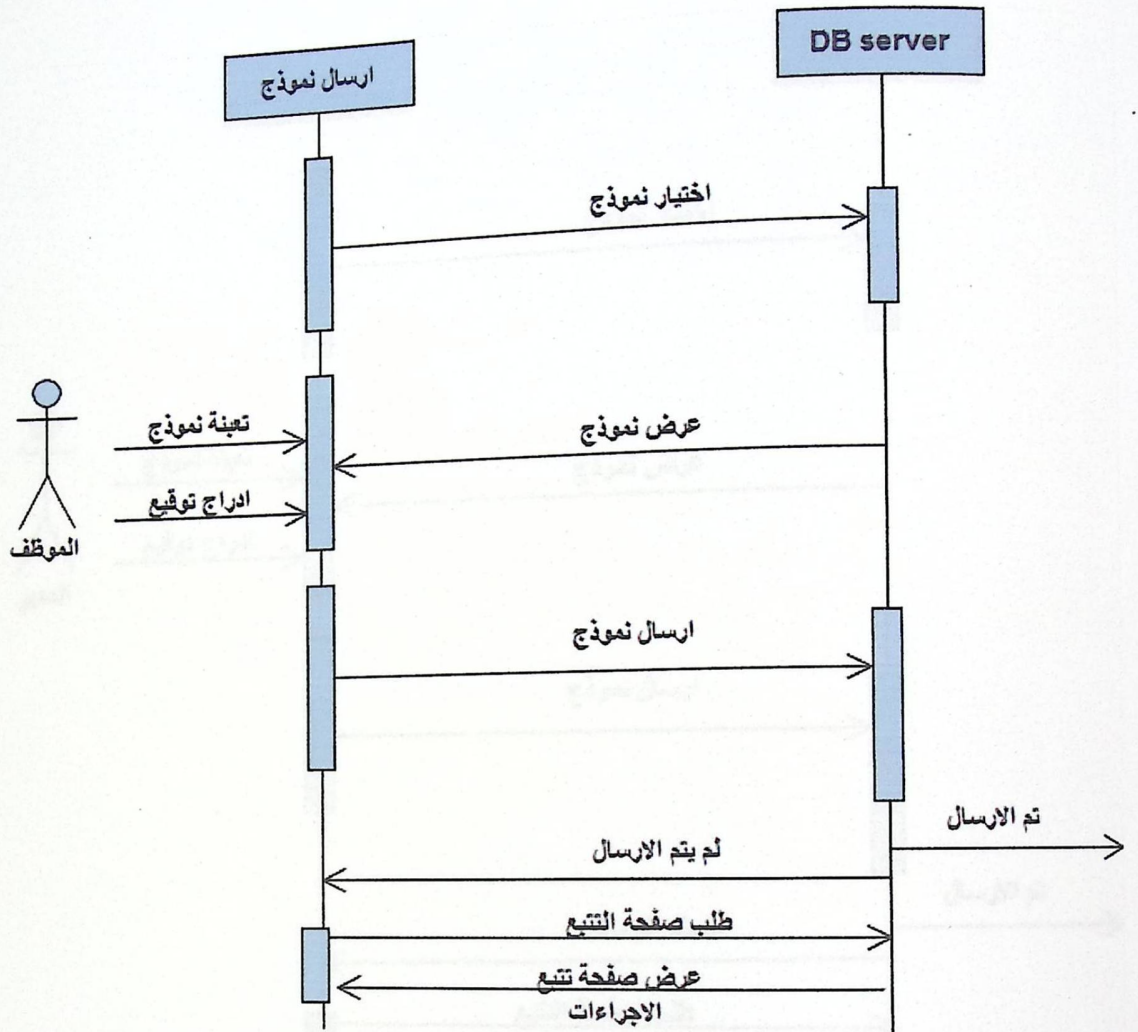 DB server
ارسال نموذج
اختيار نموذج
عرض نموذج
تعبئة نموذج
ادراج توقيع
الموظف
ارسال نموذج
تم الارسال
لم يتم الارسال
طلب صفحة التتبع
عرض صفحة تتبع
الاجراءات